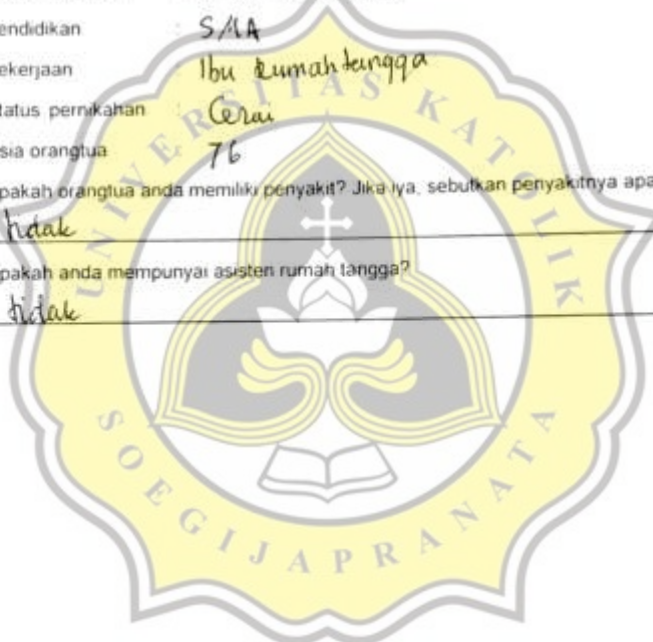 endidikan : SMA
ekerjaan Ibu Rumah tangga
tatus pernikahan : Cerai
sia orangtua 76
pakah orangtua anda memiliki penyakit? Jika iya, sebutkan penyakitnya apa
tidak
pakah anda mempunyai asisten rumah tangga?
tidak
UNIVERSITAS KATOLIK
SOEGIJAPRANATA